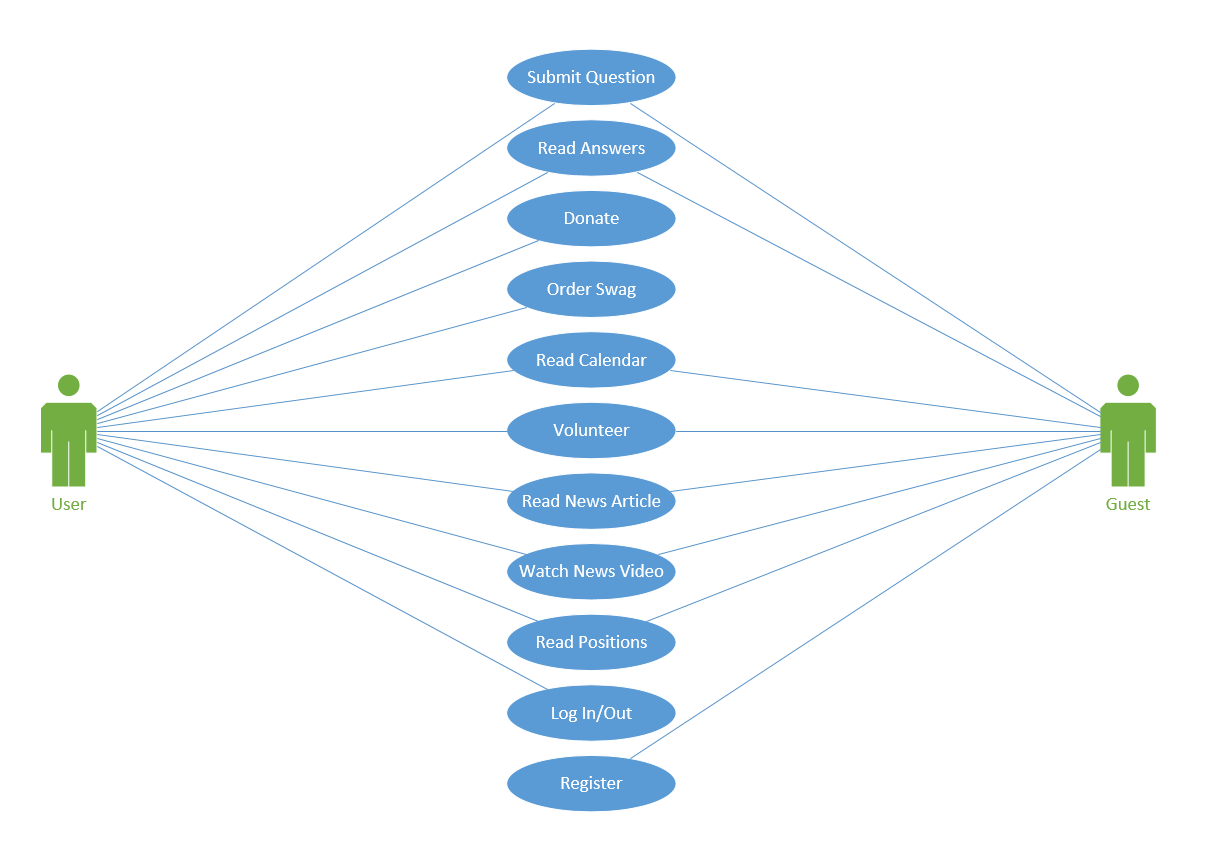 Submit Question
Read Answers
Donate
Order Swag
Read Calendar
Volunteer
Read News Article
User
Guest
Watch News Video
Read Positions
Log In/Out
Register